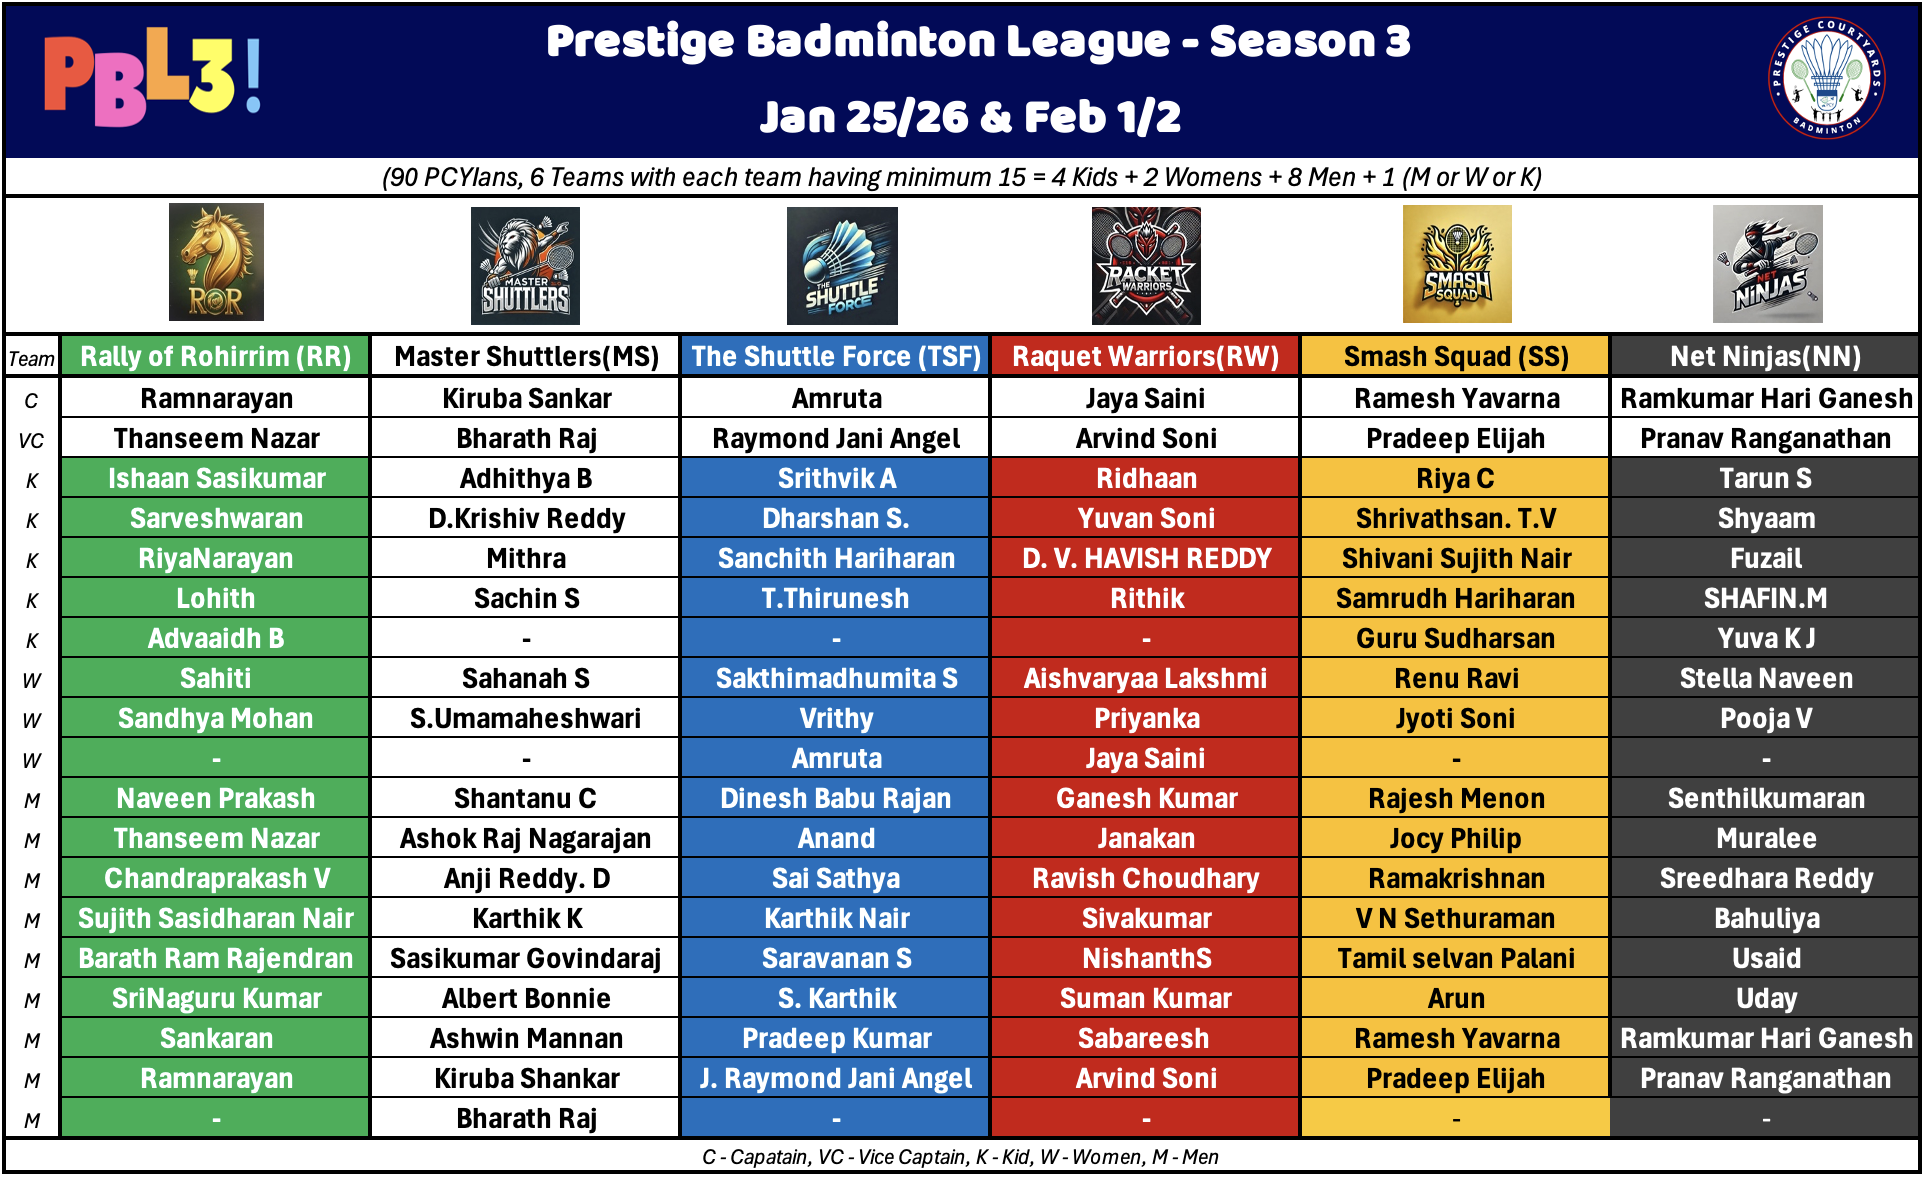 PBL3!
Prestige Badminton League - Season 3
Jan 25/26 & Feb 1/2
PRESTIGE COURTYARDS
BADMINTON
(90 PCYIans, 6 Teams with each team having minimum 15 = 4 Kids + 2 Womens + 8 Men + 1 (M or W or K)
ROR
MASTER SHUTTLERS
THE SHUTTLE FORCE
RACKET WARRIORS
SMASH SQUAD
NET NINJAS
Team Rally of Rohirrim (RR) Master Shuttlers(MS) The Shuttle Force (TSF) Raquet Warriors(RW) Smash Squad (SS) Net Ninjas(NN)
C Ramnarayan Kiruba Sankar Amruta Jaya Saini Ramesh Yavarna Ramkumar Hari Ganesh
VC Thanseem Nazar Bharath Raj Raymond Jani Angel Arvind Soni Pradeep Elijah Pranav Ranganathan
K Ishaan Sasikumar Adhithya B Srithvik A Ridhaan Riya C Tarun S
K Sarveshwaran D.Krishiv Reddy Dharshan S. Yuvan Soni Shrivathsan. T.V Shyaam
K RiyaNarayan Mithra Sanchith Hariharan D. V. HAVISH REDDY Shivani Sujith Nair Fuzail
K Lohith Sachin S T.Thirunesh Rithik Samrudh Hariharan SHAFIN.M
K Advaaidh B - - - Guru Sudharsan Yuva K J
W Sahiti Sahanah S Sakthimadhumita S Aishvaryaa Lakshmi Renu Ravi Stella Naveen
W Sandhya Mohan S.Umamaheshwari Vrithy Priyanka Jyoti Soni Pooja V
W - - Amruta Jaya Saini - -
M Naveen Prakash Shantanu C Dinesh Babu Rajan Ganesh Kumar Rajesh Menon Senthilkumaran
M Thanseem Nazar Ashok Raj Nagarajan Anand Janakan Jocy Philip Muralee
M Chandraprakash V Anji Reddy. D Sai Sathya Ravish Choudhary Ramakrishnan Sreedhara Reddy
M Sujith Sasidharan Nair Karthik K Karthik Nair Sivakumar V N Sethuraman Bahuliya
M Barath Ram Rajendran Sasikumar Govindaraj Saravanan S NishanthS Tamil selvan Palani Usaid
M SriNaguru Kumar Albert Bonnie S. Karthik Suman Kumar Arun Uday
M Sankaran Ashwin Mannan Pradeep Kumar Sabareesh Ramesh Yavarna Ramkumar Hari Ganesh
M Ramnarayan Kiruba Shankar J. Raymond Jani Angel Arvind Soni Pradeep Elijah Pranav Ranganathan
M - Bharath Raj - - - -
C - Capatain, VC - Vice Captain, K - Kid, W - Women, M - Men